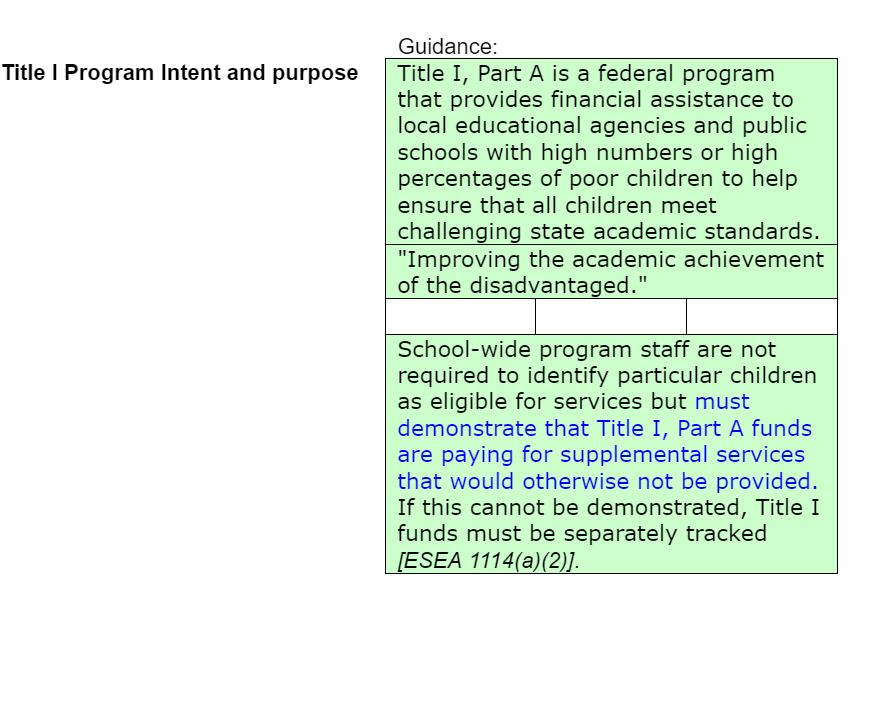 Guidance:
Title I Program Intent and purpose
Title I, Part A is a federal program
that provides financial assistance to
local educational agencies and public
schools with high numbers or high
percentages of poor children to help
ensure that all children meet
challenging state academic standards.
"Improving the academic achievement
of the disadvantaged."
School-wide program staff are not
required to identify particular children
as eligible for services but must
demonstrate that Title I, Part A funds
are paying for supplemental services
that would otherwise not be provided.
If this cannot be demonstrated, Title I
funds must be separately tracked
[ESEA 1114(a)(2)].